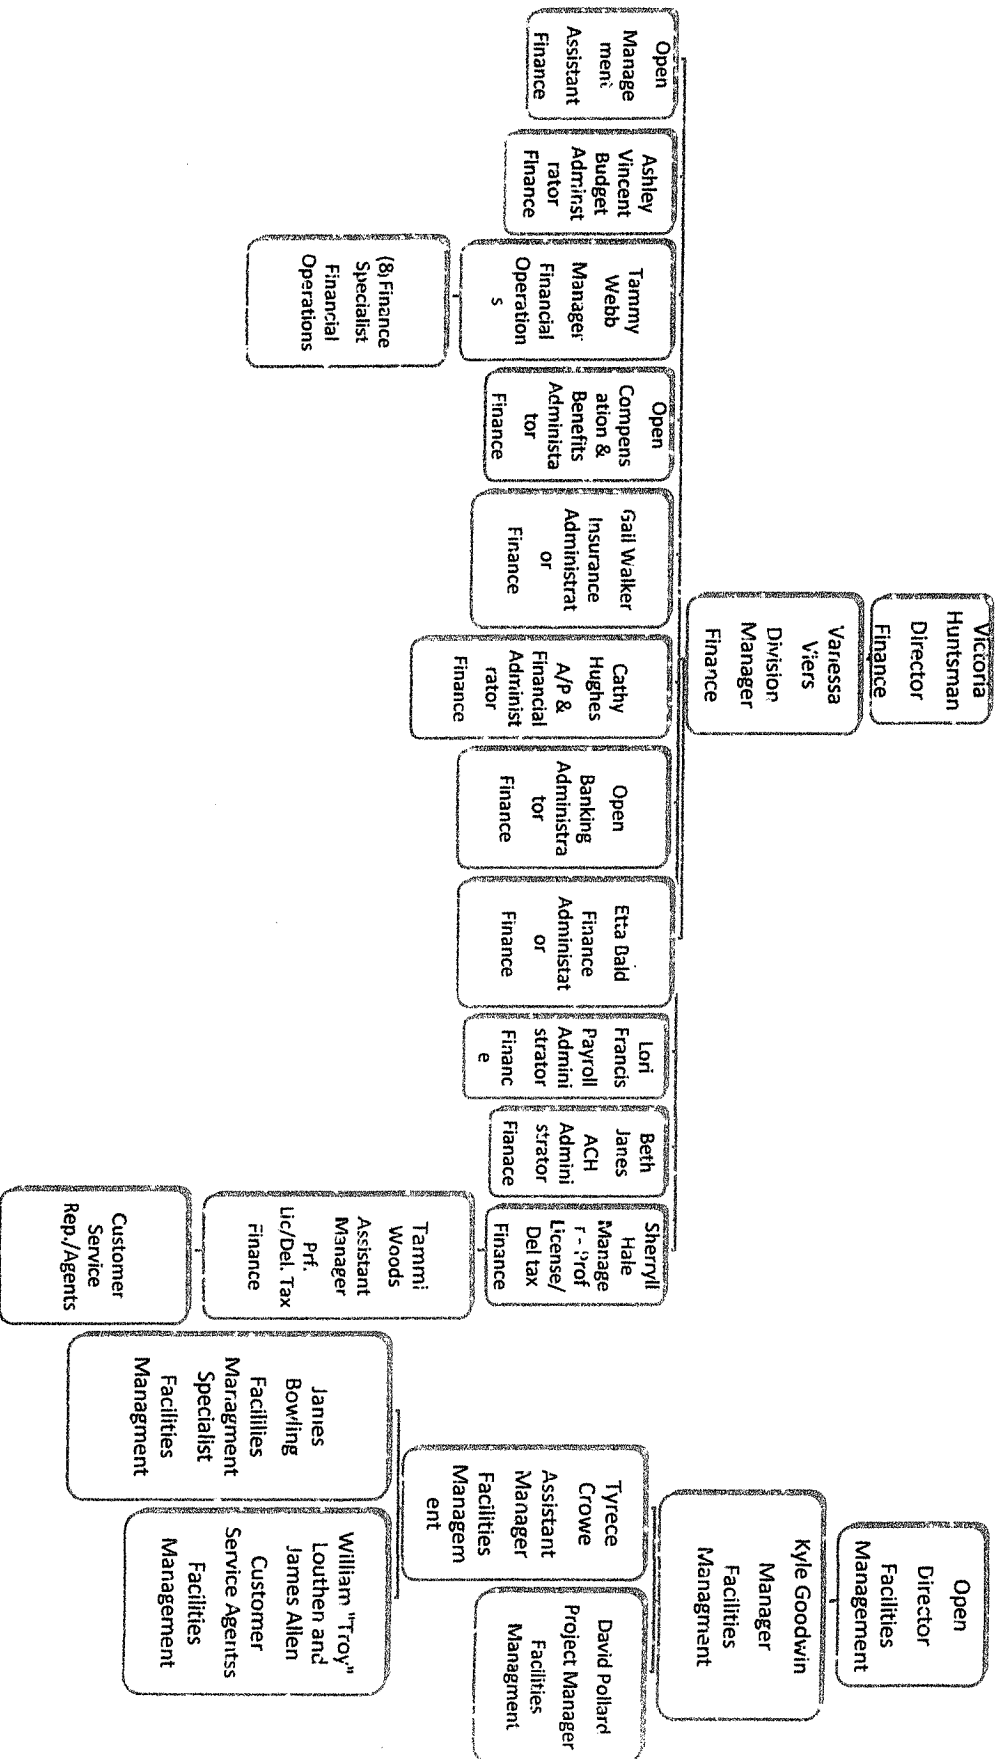 Victoria
Huntsman
Director
Finance
Vanessa
Viers
Division
Manager
Finance
Open
Manage
ment
Assistant
Finance
Ashley
Vincent
Budget
Adminst
rator
Finance
Tammy
Webb
Manager
Financial
Operation
s
(8) Finance
Specialist
Financial
Operations
Open
Compens
ation &
Benefits
Administa
tor
Finance
Gail Walker
Insurance
Administrat
or
Finance
Cathy
Hughes
A/P &
Financial
Administ
rator
Finance
Open
Banking
Administra
tor
Finance
Etta Baid
Finance
Administat
or
Finance
Lori
Francis
Payroll
Admini
strator
Financ
e
Beth
Janes
ACH
Admini
strator
Fianace
Sherryll
Hale
Manage
r - Prof
License/
Del tax
Finance
Tammi
Woods
Assistant
Manager
Prf.
Lic/Del. Tax
Finance
Customer
Service
Rep./Agents
Open
Director
Facilities
Management
Kyle Goodwin
Manager
Facilities
Managment
Tyrece
Crowe
Assistant
Manager
Facilities
Managem
ent
David Pollard
Project Manager
Facilities
Managment
James
Bowling
Facilities
Managment
Specialist
Facilities
Managment
William "Troy"
Louthen and
James Allen
Customer
Service Agentss
Facilities
Management